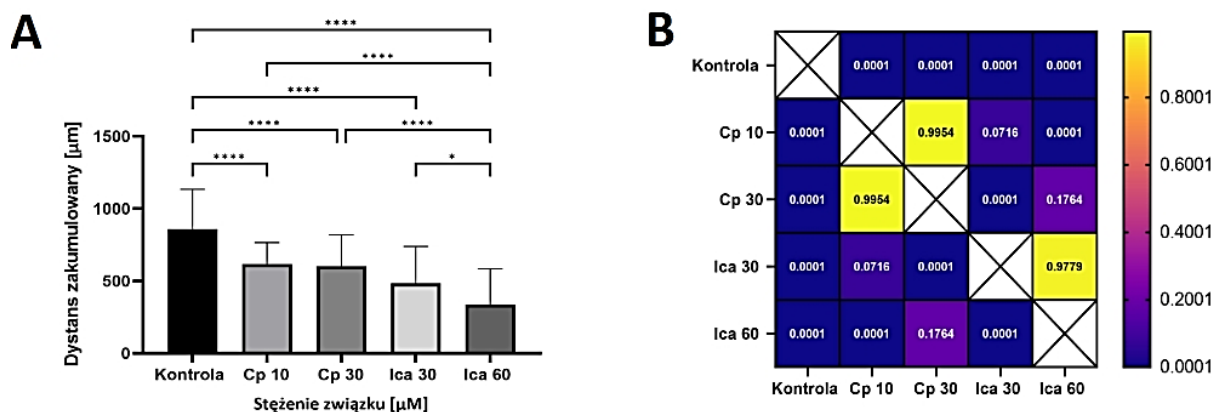 A
****
****
****
****
****
****
*
Dystans zakumulowany [µm]
1500
1000
500
0
Kontrola Cp 10 Cp 30 Ica 30 Ica 60
Stężenie związku [µM]
B
Kontrola 0.0001 0.0001 0.0001 0.0001
Cp 10 0.0001 0.9954 0.0716 0.0001
Cp 30 0.0001 0.9954 0.0001 0.1764
Ica 30 0.0001 0.0716 0.0001 0.9779
Ica 60 0.0001 0.0001 0.1764 0.0001
Kontrola Cp 10 Cp 30 Ica 30 Ica 60
0.8001
0.6001
0.4001
0.2001
0.0001